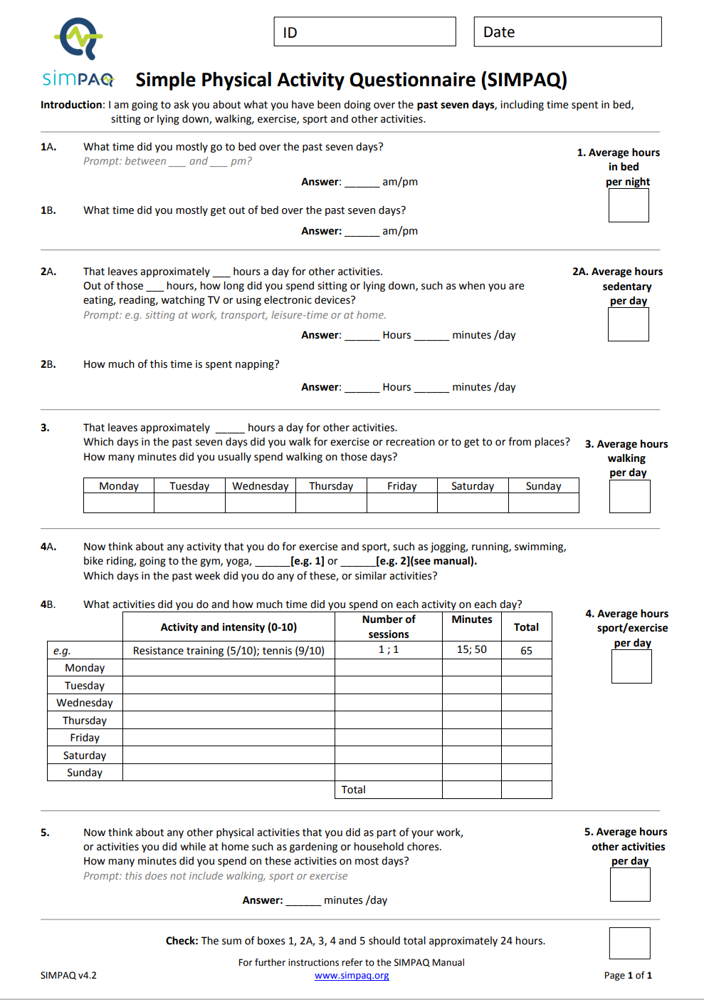 ID
Date
simPAQ
Simple Physical Activity Questionnaire (SIMPAQ)
Introduction: I am going to ask you about what you have been doing over the past seven days, including time spent in bed,
sitting or lying down, walking, exercise, sport and other activities.
1A. What time did you mostly go to bed over the past seven days?
Prompt: between ___ and ___ pm?
Answer: ______ am/pm
1. Average hours
in bed
per night
1B. What time did you mostly get out of bed over the past seven days?
Answer: ______ am/pm
2A. That leaves approximately ___ hours a day for other activities.
Out of those ___ hours, how long did you spend sitting or lying down, such as when you are
eating, reading, watching TV or using electronic devices?
Prompt: e.g. sitting at work, transport, leisure-time or at home.
Answer: ______ Hours ______ minutes /day
2A. Average hours
sedentary
per day
2B. How much of this time is spent napping?
Answer: ______ Hours ______ minutes /day
3. That leaves approximately _____ hours a day for other activities.
Which days in the past seven days did you walk for exercise or recreation or to get to or from places?
How many minutes did you usually spend walking on those days?
3. Average hours
walking
per day
Monday Tuesday Wednesday Thursday Friday Saturday Sunday
4A. Now think about any activity that you do for exercise and sport, such as jogging, running, swimming,
bike riding, going to the gym, yoga, ______[e.g. 1] or ______[e.g. 2](see manual).
Which days in the past week did you do any of these, or similar activities?
4B. What activities did you do and how much time did you spend on each activity on each day?
4. Average hours
sport/exercise
per day
Activity and intensity (0-10) Number of sessions Minutes Total
e.g. Resistance training (5/10); tennis (9/10) 1 ; 1 15; 50 65
Monday
Tuesday
Wednesday
Thursday
Friday
Saturday
Sunday
Total
5. Now think about any other physical activities that you did as part of your work,
or activities you did while at home such as gardening or household chores.
How many minutes did you spend on these activities on most days?
Prompt: this does not include walking, sport or exercise
Answer: ______ minutes /day
5. Average hours
other activities
per day
Check: The sum of boxes 1, 2A, 3, 4 and 5 should total approximately 24 hours.
For further instructions refer to the SIMPAQ Manual
SIMPAQ v4.2 www.simpaq.org Page 1 of 1